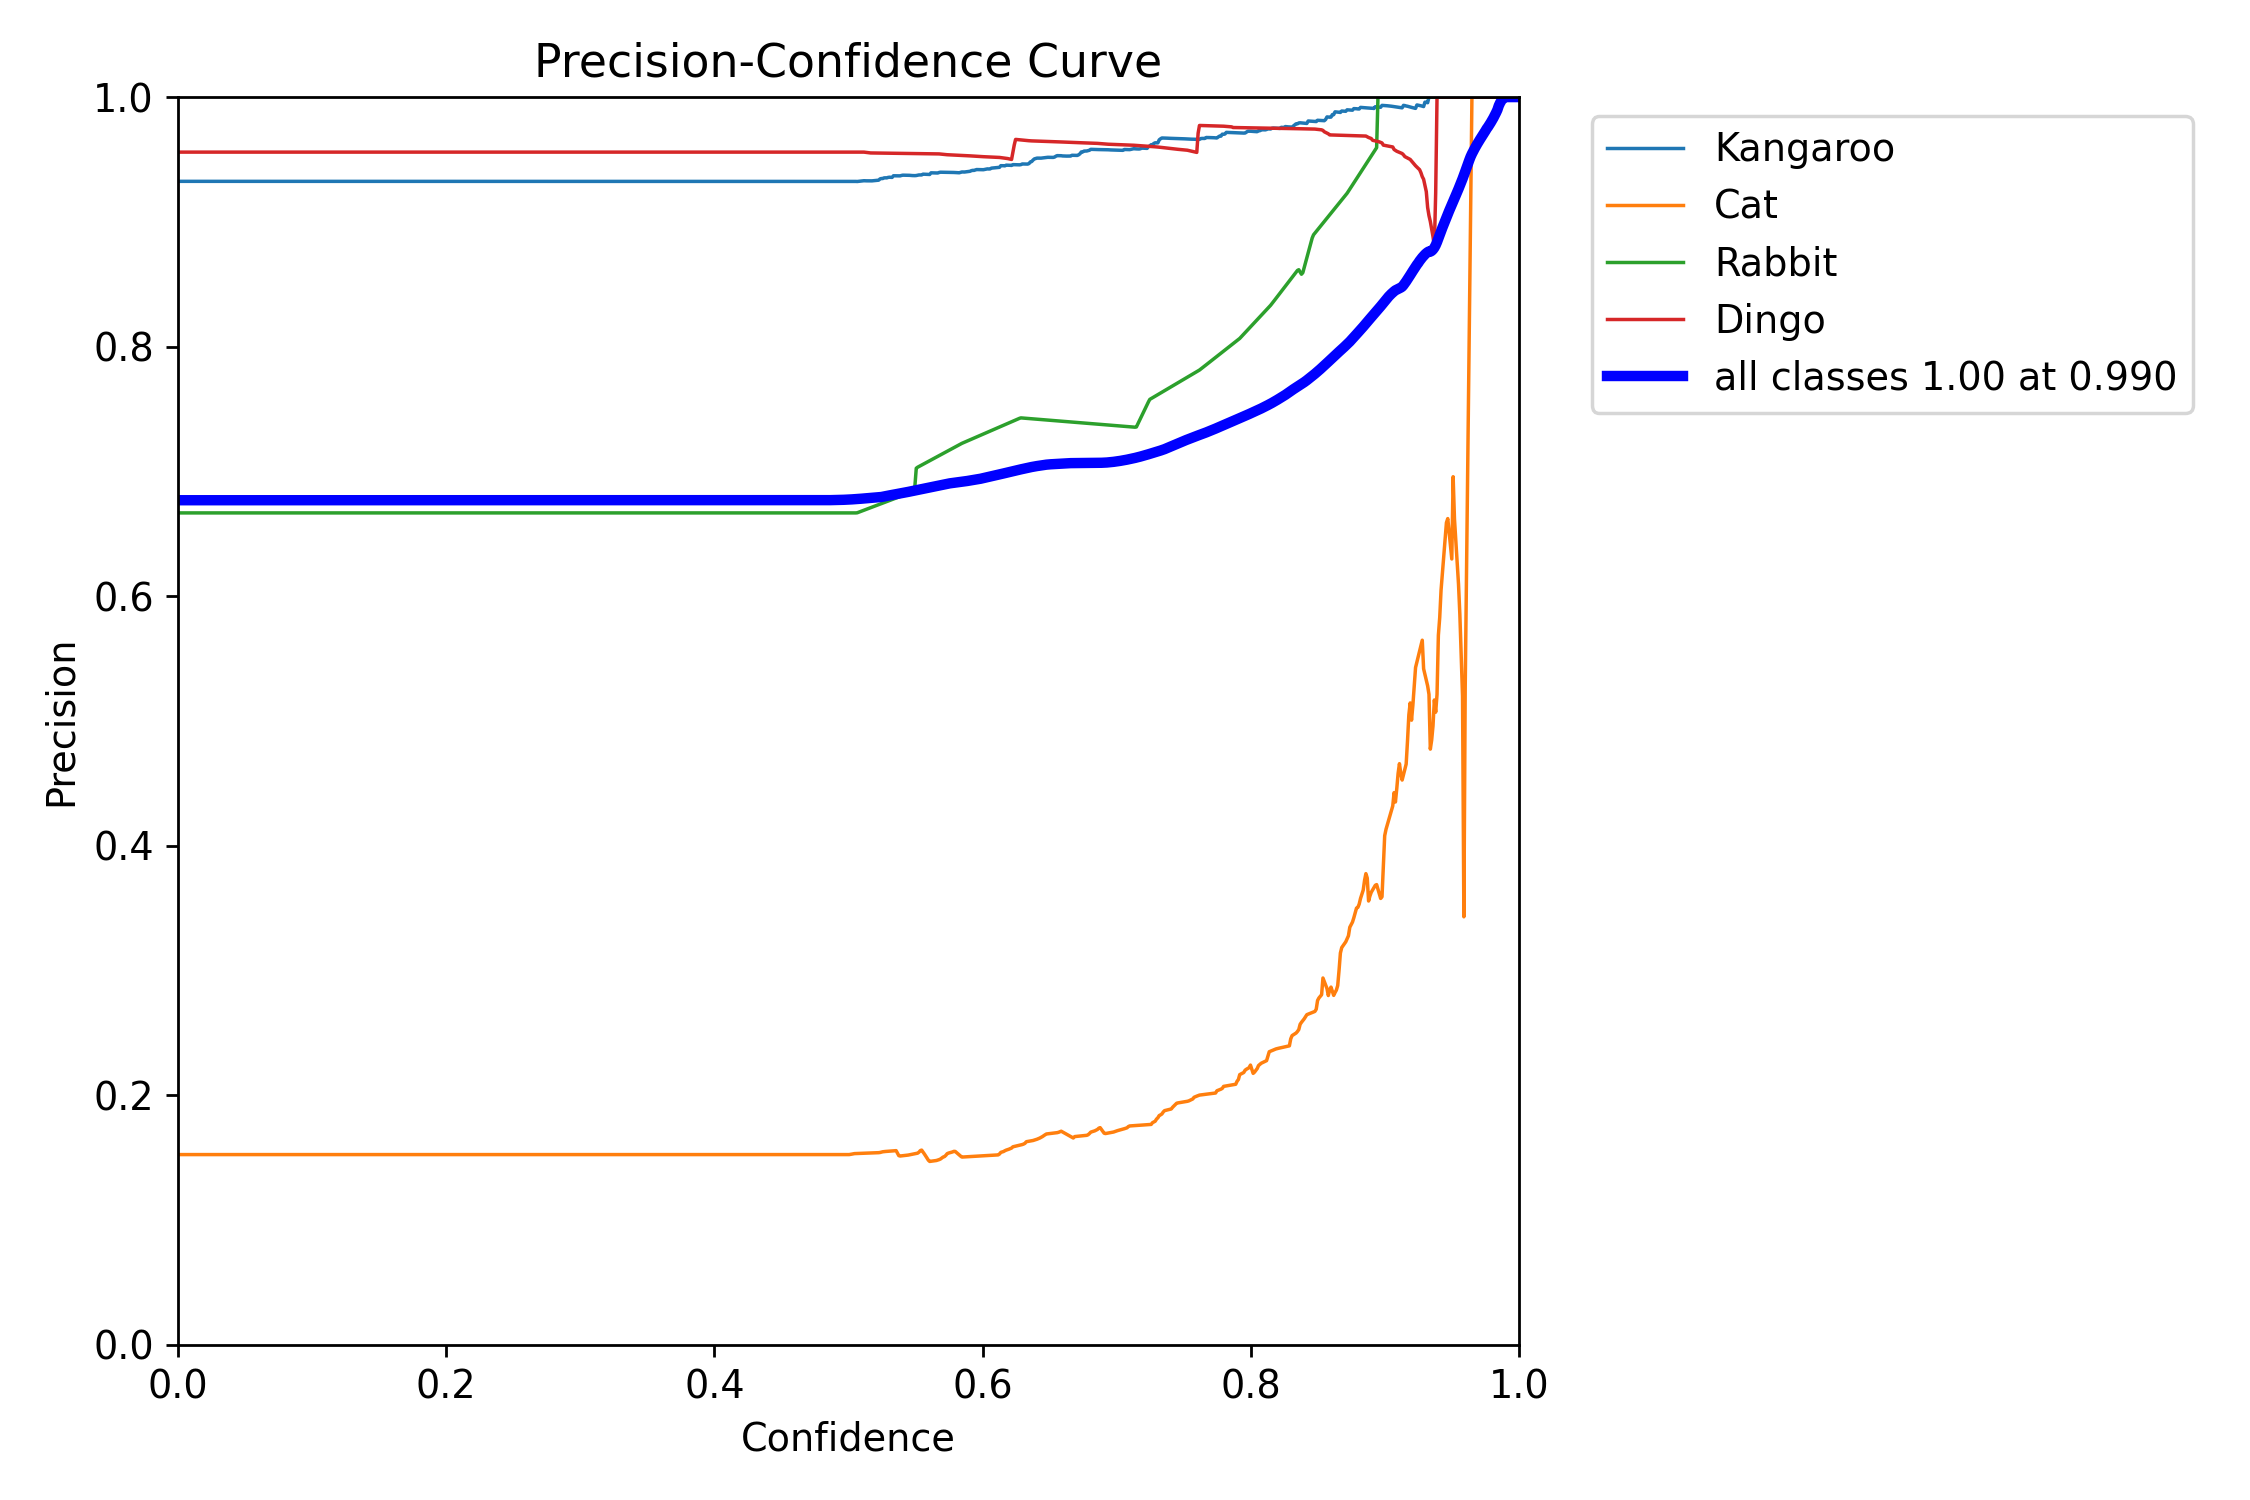 Precision-Confidence Curve
1.0
0.8
0.6
0.4
0.2
0.0
Precision
0.0 0.2 0.4 0.6 0.8 1.0
Confidence
Kangaroo
Cat
Rabbit
Dingo
all classes 1.00 at 0.990